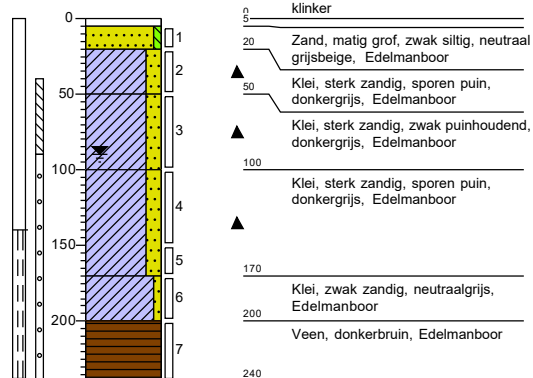 0
50
100
150
200
1
2
3
4
5
6
7
0
klinker
5
Zand, matig grof, zwak siltig, neutraal
20
grijsbeige, Edelmanboor
Klei, sterk zandig, sporen puin,
50
donkergrijs, Edelmanboor
Klei, sterk zandig, zwak puinhoudend,
donkergrijs, Edelmanboor
100
Klei, sterk zandig, sporen puin,
donkergrijs, Edelmanboor
170
Klei, zwak zandig, neutraalgrijs,
Edelmanboor
200
Veen, donkerbruin, Edelmanboor
240